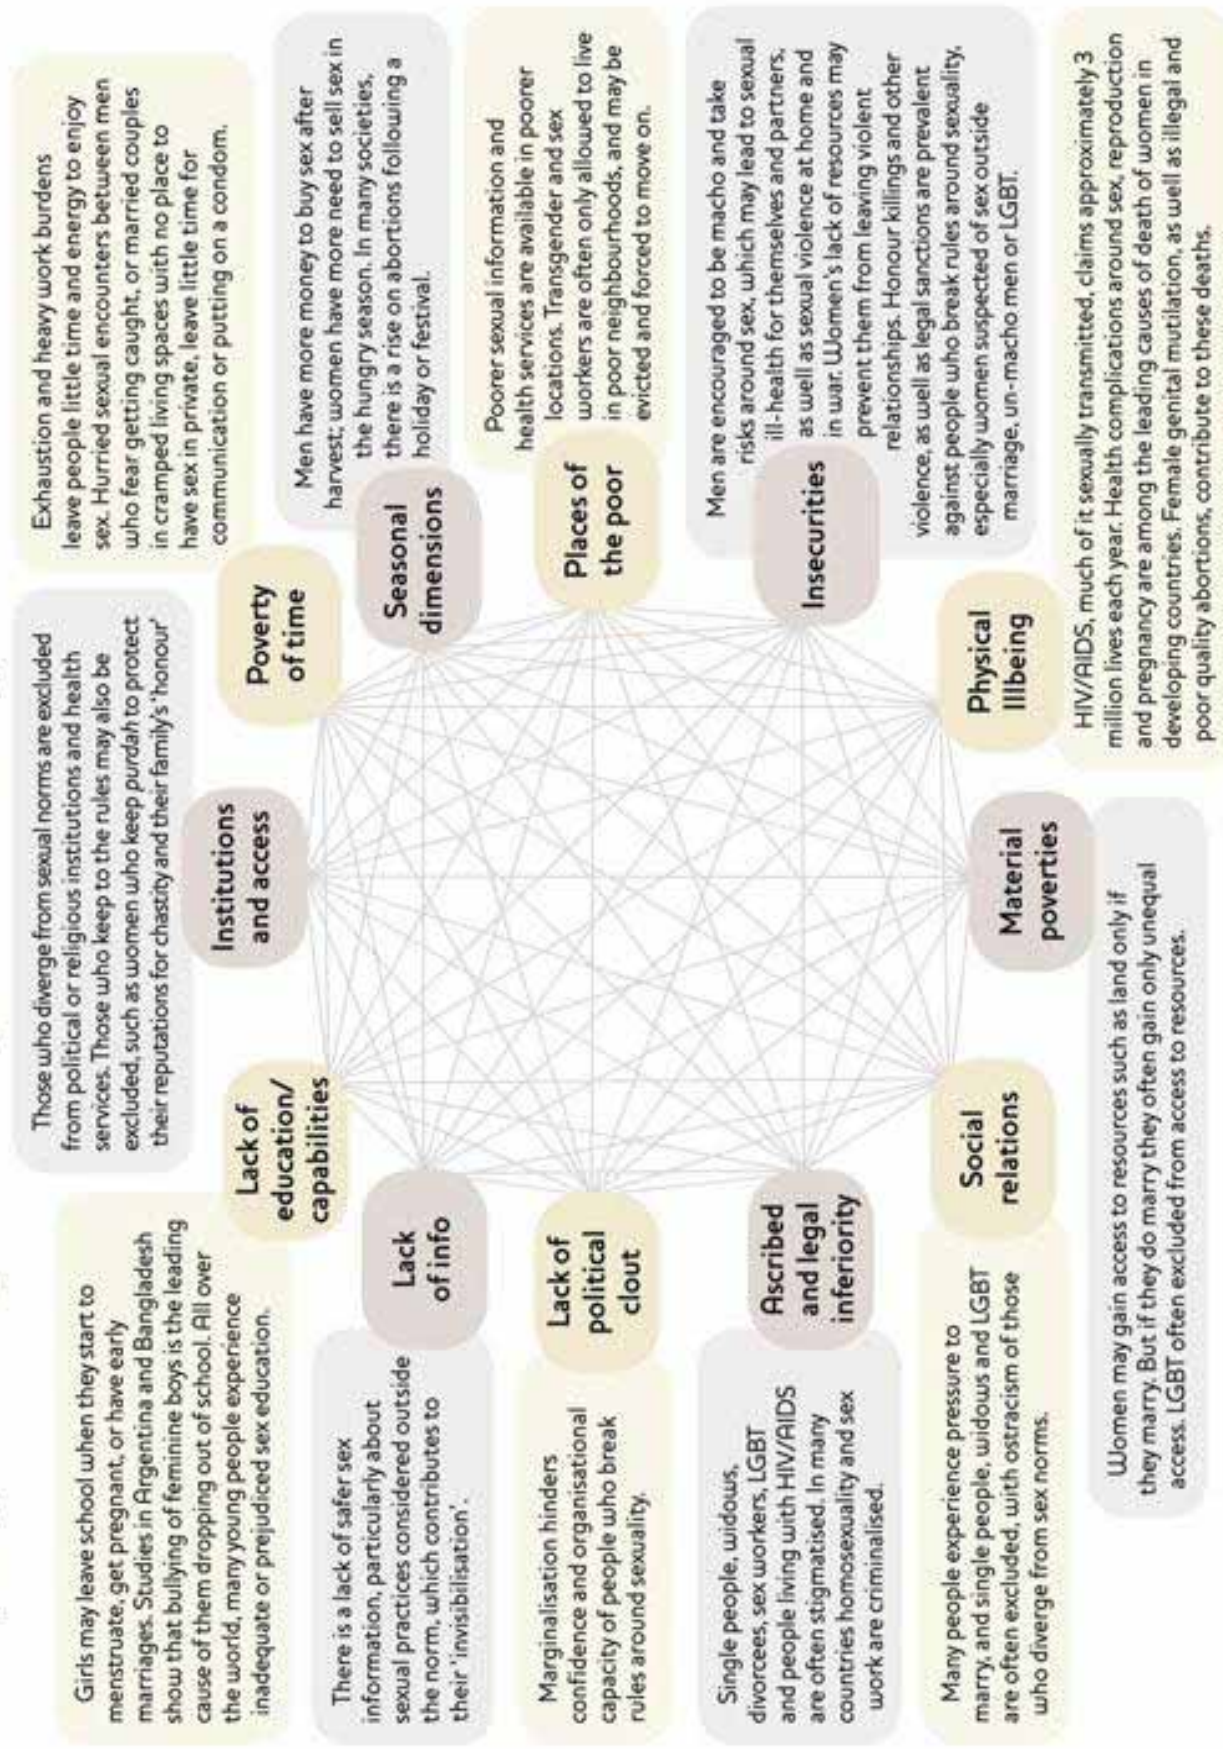 Girls may leave school when they start to
menstruate, get pregnant, or have early
marriages. Studies in Argentina and Bangladesh
show that bullying of feminine boys is the leading
cause of them dropping out of school. All over
the world, many young people experience
inadequate or prejudiced sex education.
Lack of
education/
capabilities
Those who diverge from sexual norms are excluded
from political or religious institutions and health
services. Those who keep to the rules may also be
excluded, such as women who keep purdah to protect
their reputations for chastity and their family's 'honour'
Institutions
and access
Exhaustion and heavy work burdens
leave people little time and energy to enjoy
sex. Hurried sexual encounters between men
who fear getting caught, or married couples
in cramped living spaces with no place to
have sex in private, leave little time for
communication or putting on a condom.
Poverty
of time
There is a lack of safer sex
information, particularly about
sexual practices considered outside
the norm, which contributes to
their 'invisibilisation'.
Lack
of info
Seasonal
dimensions
Men have more money to buy sex after
harvest; women have more need to sell sex in
the hungry season. In many societies,
there is a rise on abortions following a
holiday or festival.
Marginalisation hinders
confidence and organisational
capacity of people who break
rules around sexuality.
Lack of
political
clout
Places of
the poor
Poorer sexual information and
health services are available in poorer
locations. Transgender and sex
workers are often only allowed to live
in poor neighbourhoods, and may be
evicted and forced to move on.
Single people, widows,
divorcees, sex workers, LGBT
and people living with HIV/AIDS
are often stigmatised. In many
countries homosexuality and sex
work are criminalised.
Ascribed
and legal
inferiority
Insecurities
Men are encouraged to be macho and take
risks around sex, which may lead to sexual
ill-health for themselves and partners,
as well as sexual violence at home and
in war. Women's lack of resources may
prevent them from leaving violent
relationships. Honour killings and other
violence, as well as legal sanctions are prevalent
against people who break rules around sexuality,
especially women suspected of sex outside
marriage, un-macho men or LGBT.
Many people experience pressure to
marry, and single people, widows and LGBT
are often excluded, with ostracism of those
who diverge from sex norms.
Social
relations
Material
poverties
Women may gain access to resources such as land only if
they marry. But if they do marry they often gain only unequal
access. LGBT often excluded from access to resources.
Physical
Illbeing
HIV/AIDS, much of it sexually transmitted, claims approximately 3
million lives each year. Health complications around sex, reproduction
and pregnancy are among the leading causes of death of women in
developing countries. Female genital mutilation, as well as illegal and
poor quality abortions, contribute to these deaths.